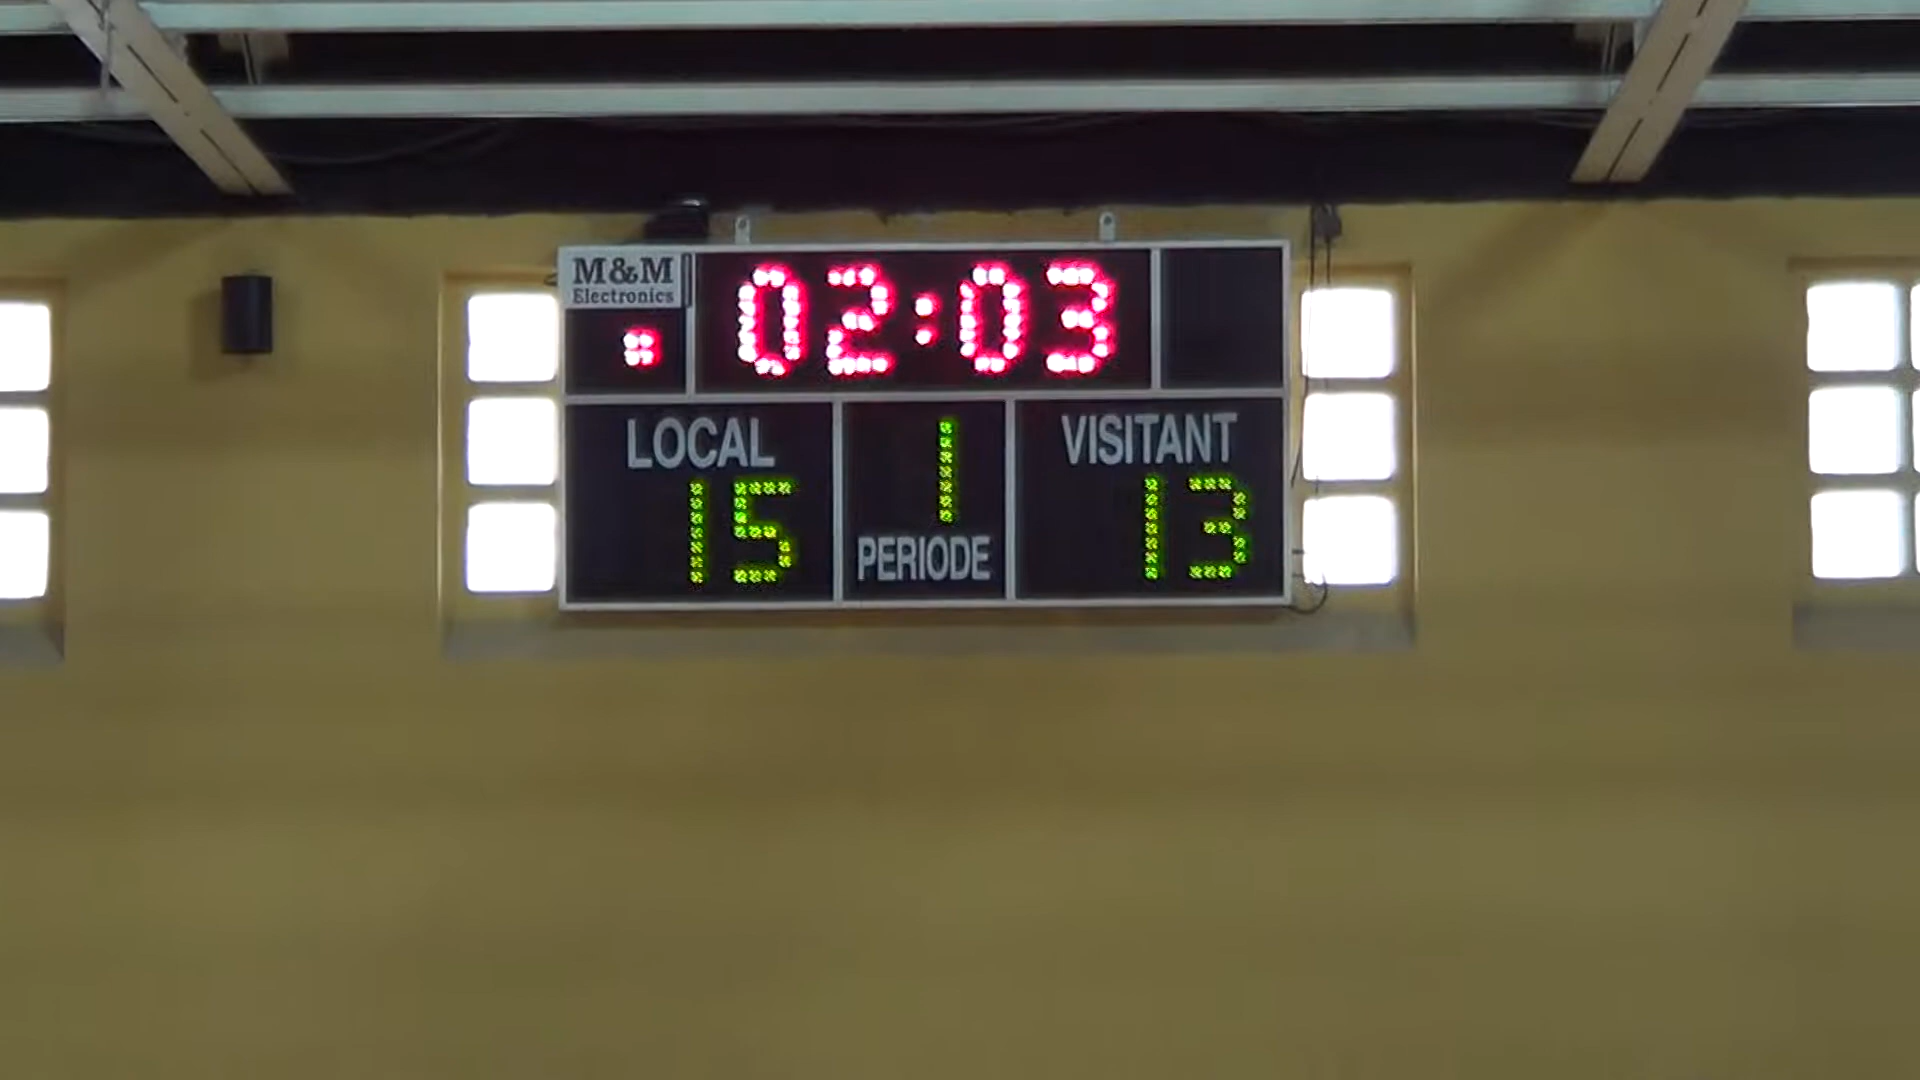 M&M
Electronics
02:03
LOCAL
VISITANT
1
15
13
PERIODE